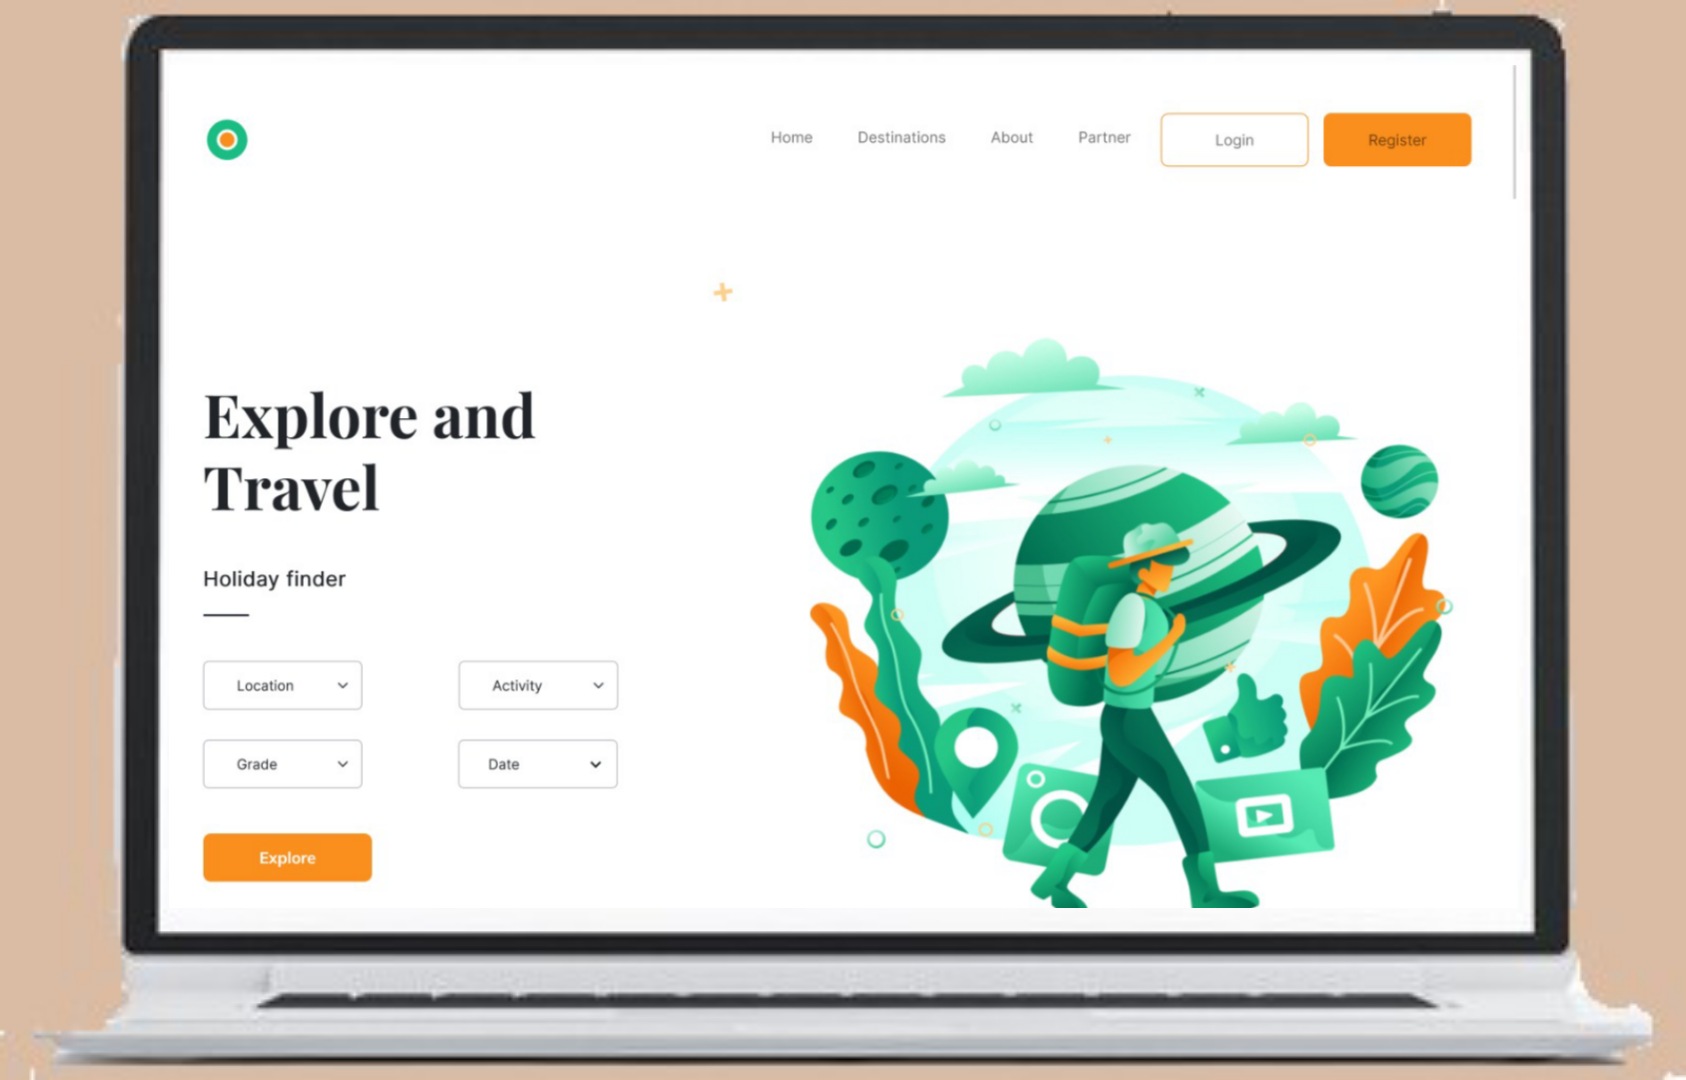 Home Destinations About Partner Login Register
Explore and
Travel
Holiday finder
Location Activity
Grade Date
Explore